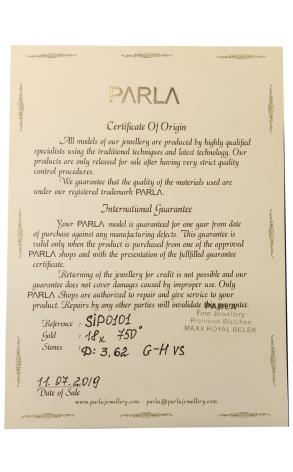 PARLA
Certificate Of Origin
All models of our jewellery are produced by highly qualified
specialists using the traditional techniques and latest technology. Our
products are only released for sale after having very strict quality
control procedures.
We guarantee that the quality of the materials used are
under our registered trademark PARLA.
International Guarantee
Your PARLA model is guaranteed for one year from date
of purchase against any manufacturing defects. This guarantee is
valid only when the product is purchased from one of the approved
PARLA shops and with the presentation of the fullfilled guarantee
certificate.
Returning of the jewellery for credit is not possible and our
guarantee does not cover damages caused by improper use. Only
PARLA Shops are authorized to repair and give service to your
product. Repairs by any other parties will invalidate guarantee.
PARLA
Fine Jewellery
Premium Watches
MAXX ROYAL BELEK
Reference : SIP0101
Gold : 18K 750°
Stones : Ф: 3,62 G-H VS
11.07.2019
Date of Sale
www.parlajewellery.com - parla@parlajewellery.com